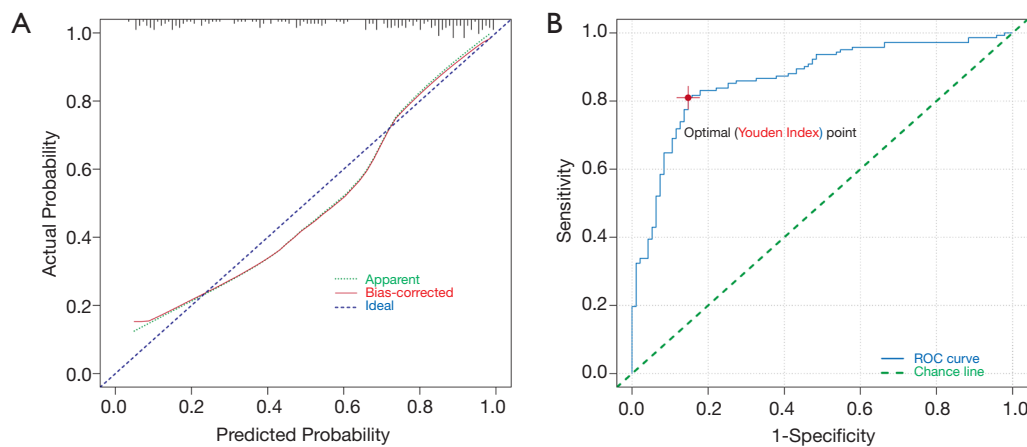 A
1.0
0.8
0.6
0.4
0.2
0.0
Actual Probability
Apparent
Bias-corrected
Ideal
0.0 0.2 0.4 0.6 0.8 1.0
Predicted Probability
B
1.0
0.8
0.6
0.4
0.2
0.0
Sensitivity
Optimal (Youden Index) point
ROC curve
Chance line
0.0 0.2 0.4 0.6 0.8 1.0
1-Specificity